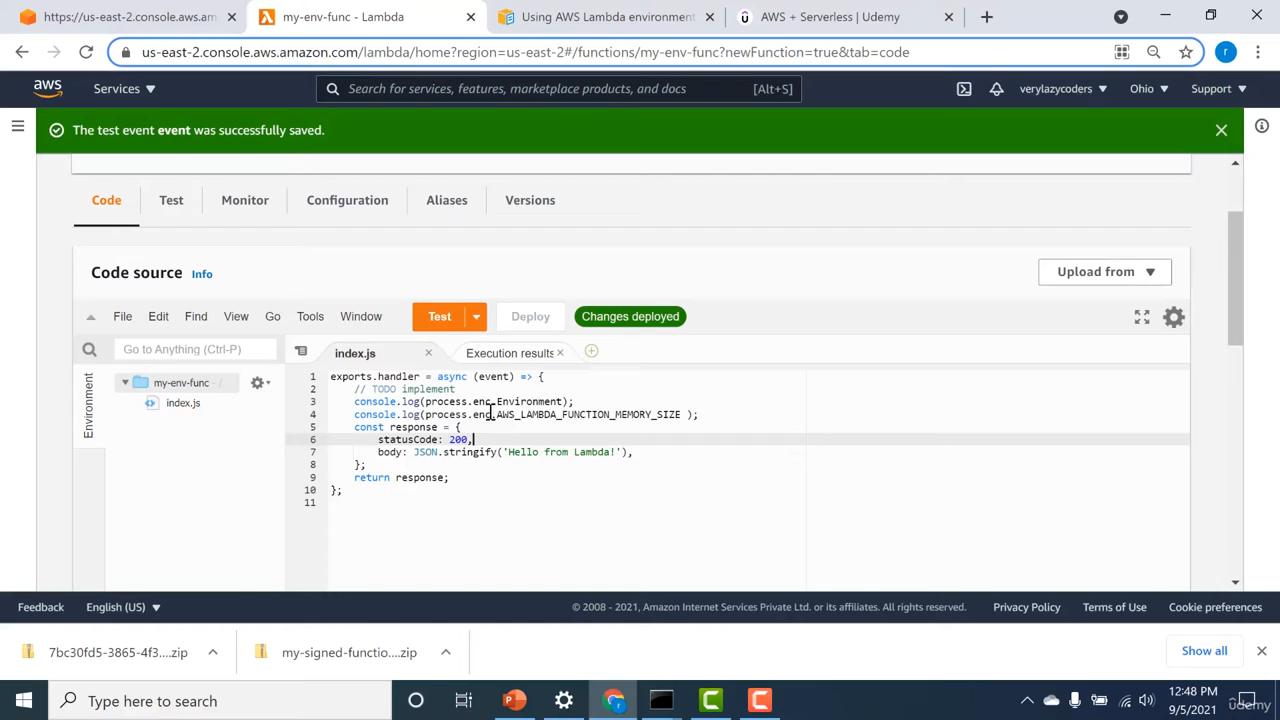 https://us-east-2.console.aws.am
my-env-func - Lambda
Using AWS Lambda environment
AWS + Serverless | Udemy
us-east-2.console.aws.amazon.com/lambda/home?region=us-east-2#/functions/my-env-func?newFunction=true&tab=code
r
aws
Services
Search for services, features, marketplace products, and docs
[Alt+S]
verylazycoders
Ohio
Support
The test event event was successfully saved.
Code
Test
Monitor
Configuration
Aliases
Versions
Code source
Info
Upload from
File
Edit
Find
View
Go
Tools
Window
Test
Deploy
Changes deployed
Go to Anything (Ctrl-P)
index.js
Execution results
Environment
my-env-func - /
index.js
1 exports.handler = async (event) => {
2 // TODO implement
3 console.log(process.env.Environment);
4 console.log(process.env.AWS_LAMBDA_FUNCTION_MEMORY_SIZE );
5 const response = {
6 statusCode: 200,
7 body: JSON.stringify('Hello from Lambda!'),
8 };
9 return response;
10 };
11
Feedback
English (US)
© 2008 - 2021, Amazon Internet Services Private Ltd. or its affiliates. All rights reserved.
Privacy Policy
Terms of Use
Cookie preferences
7bc30fd5-3865-4f3....zip
my-signed-functio....zip
Show all
Type here to search
12:48 PM
9/5/2021
udemy